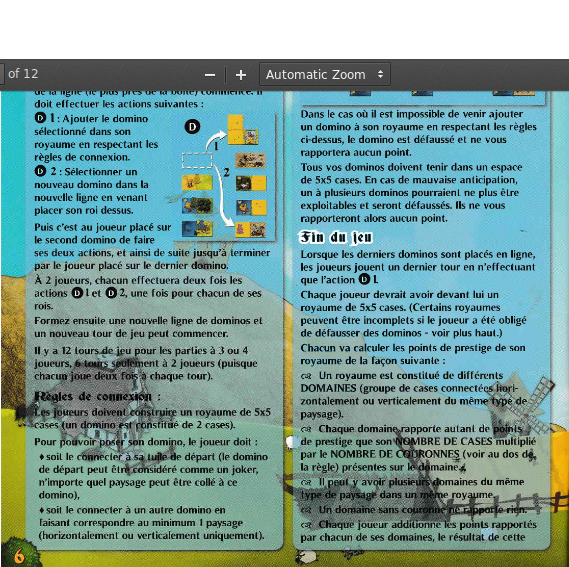 of 12
Automatic Zoom
de la ligne (le plus près de la boîte) commence. Il
doit effectuer les actions suivantes :
D 1 : Ajouter le domino
sélectionné dans son
royaume en respectant les
règles de connexion.
D 2 : Sélectionner un
nouveau domino dans la
nouvelle ligne en venant
placer son roi dessus.
D
1
2
Puis c'est au joueur placé sur
le second domino de faire
ses deux actions, et ainsi de suite jusqu'à terminer
par le joueur placé sur le dernier domino.
À 2 joueurs, chacun effectuera deux fois les
actions D 1 et D 2, une fois pour chacun de ses
rois.
Formez ensuite une nouvelle ligne de dominos et
un nouveau tour de jeu peut commencer.
Il y a 12 tours de jeu pour les parties à 3 ou 4
joueurs, 6 tours seulement à 2 joueurs (puisque
chacun joue deux fois à chaque tour).
Règles de connexion :
Les joueurs doivent construire un royaume de 5x5
cases (un domino est constitué de 2 cases).
Pour pouvoir poser son domino, le joueur doit :
♦ soit le connecter à sa tuile de départ (le domino
de départ peut être considéré comme un joker,
n'importe quel paysage peut être collé à ce
domino),
♦ soit le connecter à un autre domino en
faisant correspondre au minimum 1 paysage
(horizontalement ou verticalement uniquement).
6
Dans le cas où il est impossible de venir ajouter
un domino à son royaume en respectant les règles
ci-dessus, le domino est défaussé et ne vous
rapportera aucun point.
Tous vos dominos doivent tenir dans un espace
de 5x5 cases. En cas de mauvaise anticipation,
un à plusieurs dominos pourraient ne plus être
exploitables et seront défaussés. Ils ne vous
rapporteront alors aucun point.
Fin du jeu
Lorsque les derniers dominos sont placés en ligne,
les joueurs jouent un dernier tour en n'effectuant
que l'action D 1.
Chaque joueur devrait avoir devant lui un
royaume de 5x5 cases. (Certains royaumes
peuvent être incomplets si le joueur a été obligé
de défausser des dominos - voir plus haut.)
Chacun va calculer les points de prestige de son
royaume de la façon suivante :
Un royaume est constitué de différents
DOMAINES (groupe de cases connectées hori-
zontalement ou verticalement du même type de
paysage).
Chaque domaine rapporte autant de points
de prestige que son NOMBRE DE CASES multiplié
par le NOMBRE DE COURONNES (voir au dos de
la règle) présentes sur le domaine.
Il peut y avoir plusieurs domaines du même
type de paysage dans un même royaume.
Un domaine sans couronne ne rapporte rien.
Chaque joueur additionne les points rapportés
par chacun de ses domaines, le résultat de cette